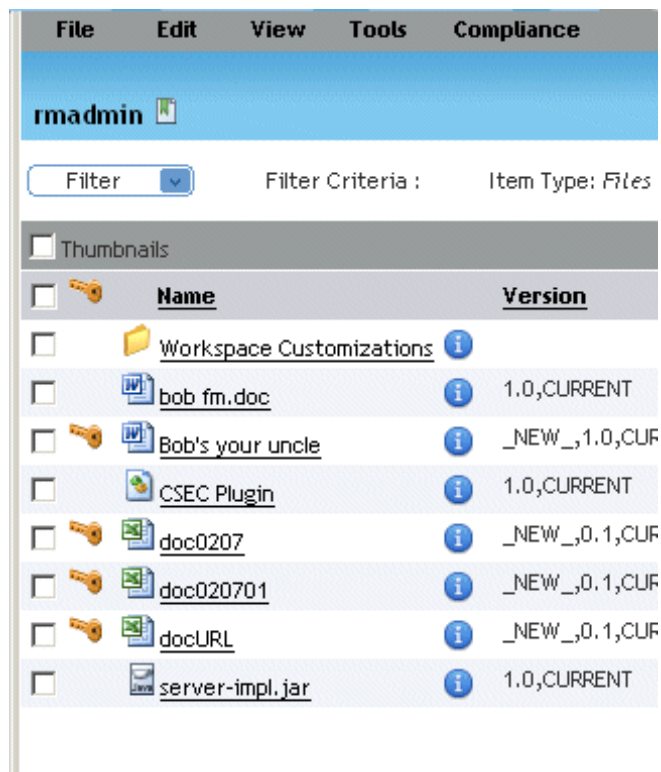 File Edit View Tools Compliance
rmadmin
Filter Filter Criteria : Item Type: Files
Thumbnails
Name Version
Workspace Customizations
bob fm.doc 1.0,CURRENT
Bob's your uncle _NEW_,1.0,CUR
CSEC Plugin 1.0,CURRENT
doc0207 _NEW_,0.1,CUR
doc020701 _NEW_,0.1,CUR
docURL _NEW_,0.1,CUR
server-impl.jar 1.0,CURRENT